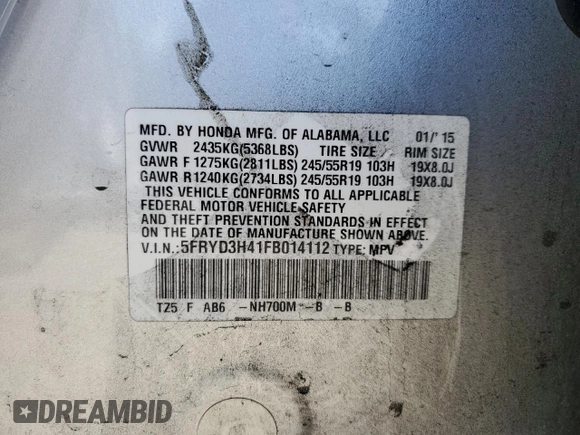 MFD. BY HONDA MFG. OF ALABAMA, LLC 01/'15
GVWR 2435KG(5368LBS) TIRE SIZE RIM SIZE
GAWR F 1275KG(2811LBS) 245/55R19 103H 19X8.0J
GAWR R 1240KG(2734LBS) 245/55R19 103H 19X8.0J
THIS VEHICLE CONFORMS TO ALL APPLICABLE
FEDERAL MOTOR VEHICLE SAFETY
AND THEFT PREVENTION STANDARDS IN EFFECT
ON THE DATE OF MANUFACTURE SHOWN ABOVE.
V.I.N.: 5FRYD3H41FB014112 TYPE: MPV
TZ5 F AB6 -NH700M -B -B
DREAMBID